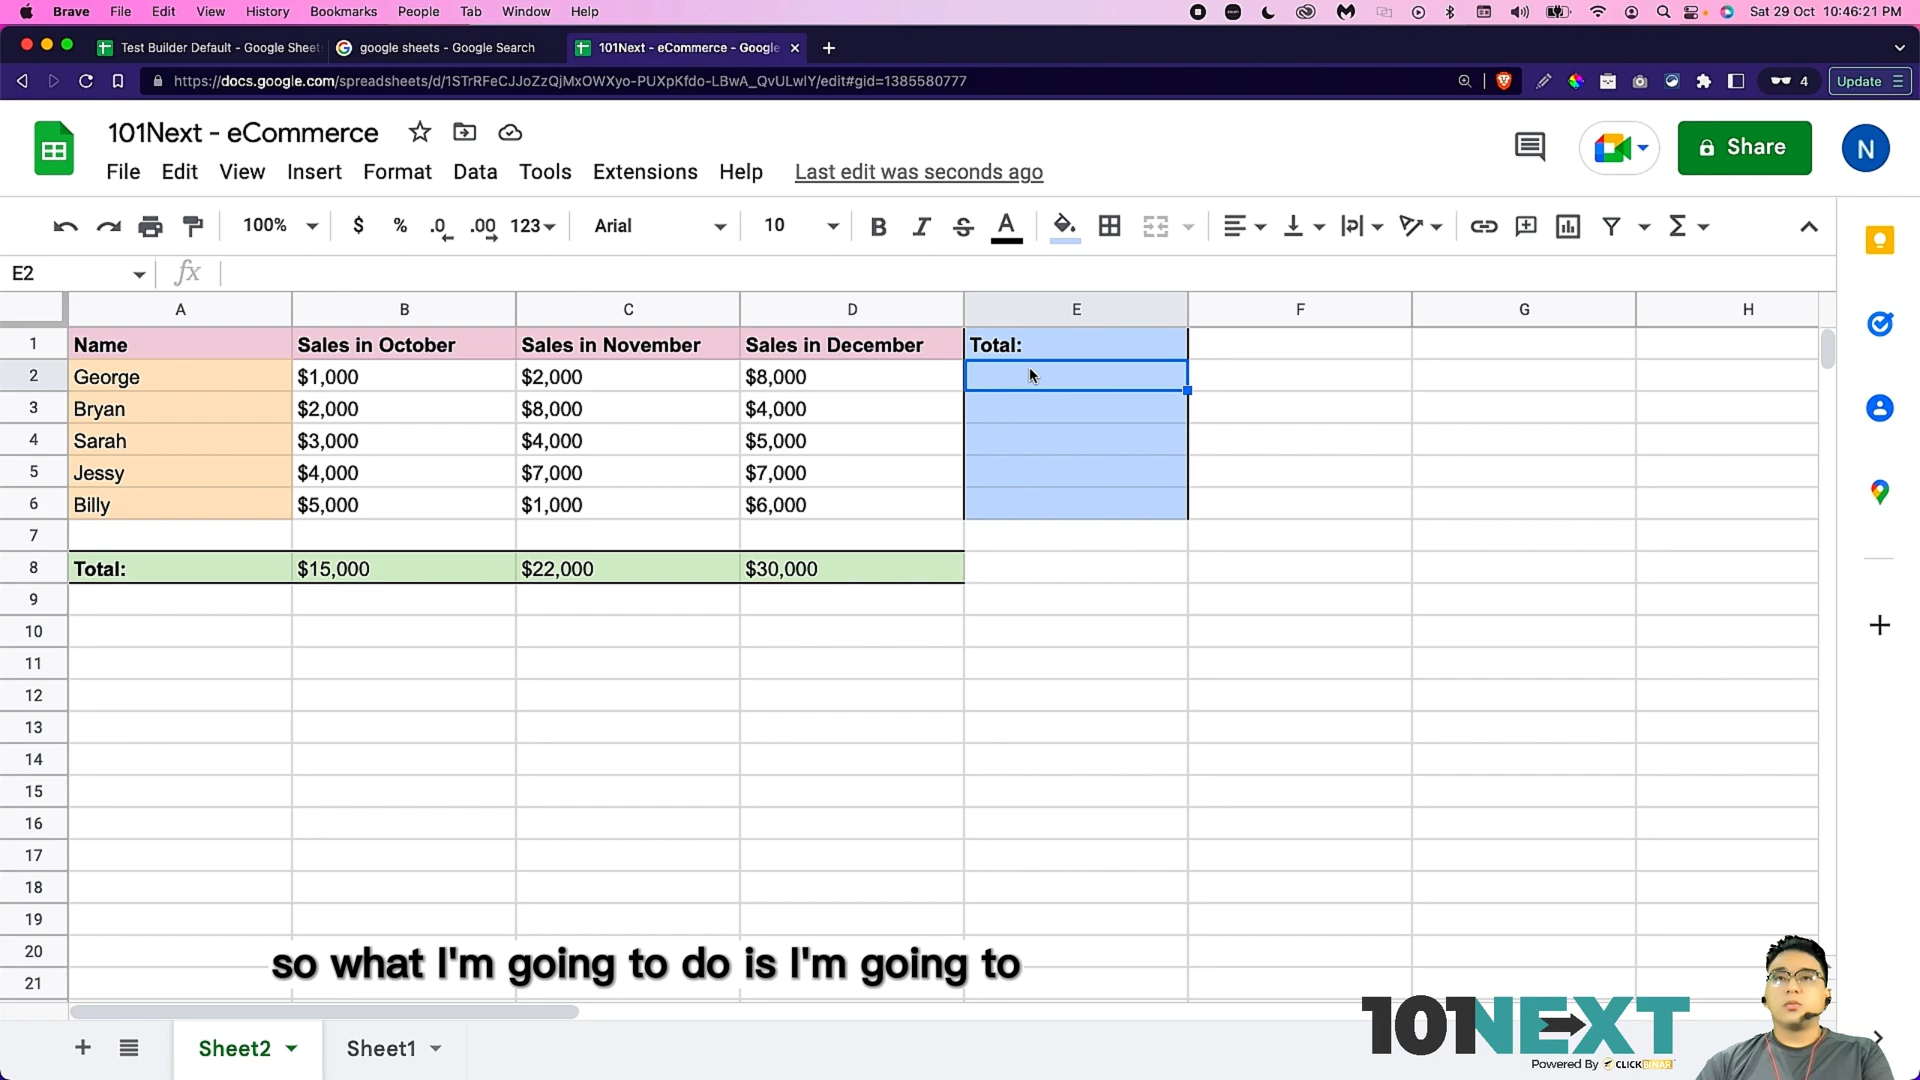 Brave File Edit View History Bookmarks People Tab Window Help Sat 29 Oct 10:46:21 PM
Test Builder Default - Google Sheet google sheets - Google Search 101Next - eCommerce - Google
https://docs.google.com/spreadsheets/d/1STrRFeCJJoZzQjMxOWXyo-PUXpKfdo-LBwA_QvULwlY/edit#gid=1385580777 4 Update
101Next - eCommerce
Share N
File Edit View Insert Format Data Tools Extensions Help Last edit was seconds ago
100% $ % .0 .00 123 Arial 10 B I S A Σ
E2 fx
A B C D E F G H
1 Name Sales in October Sales in November Sales in December Total:
2 George $1,000 $2,000 $8,000
3 Bryan $2,000 $8,000 $4,000
4 Sarah $3,000 $4,000 $5,000
5 Jessy $4,000 $7,000 $7,000
6 Billy $5,000 $1,000 $6,000
7
8 Total: $15,000 $22,000 $30,000
9
10
11
12
13
14
15
16
17
18
19
20
so what I'm going to do is I'm going to
21
101NEXT
Powered By CLICKBINAR
Sheet2 Sheet1